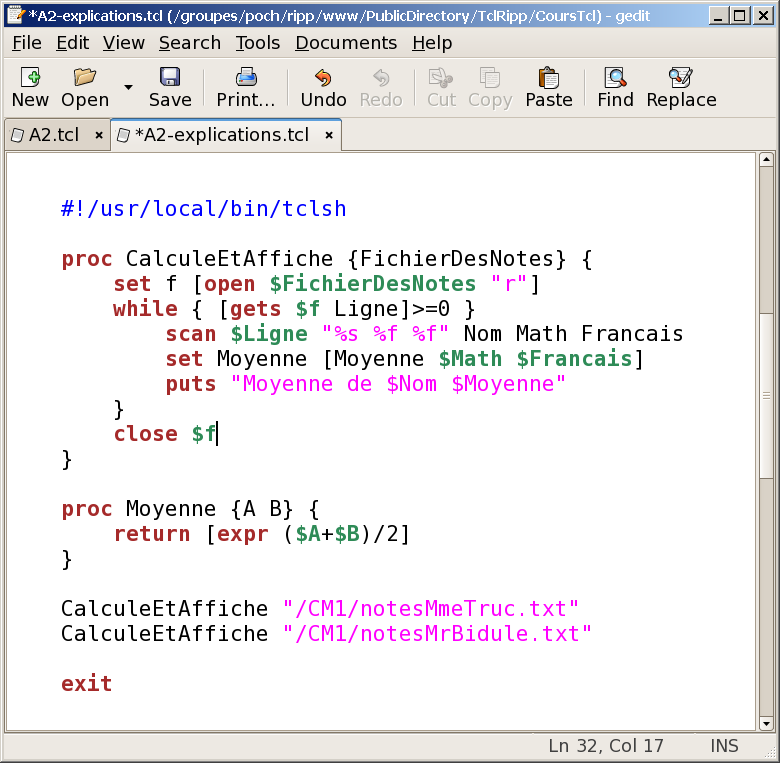 *A2-explications.tcl (/groupes/poch/ripp/www/PublicDirectory/TclRipp/CoursTcl) - gedit
File Edit View Search Tools Documents Help
New Open Save Print... Undo Redo Cut Copy Paste Find Replace
A2.tcl × *A2-explications.tcl ×
#!/usr/local/bin/tclsh
proc CalculeEtAffiche {FichierDesNotes} {
    set f [open $FichierDesNotes "r"]
    while { [gets $f Ligne]>=0 }
        scan $Ligne "%s %f %f" Nom Math Francais
        set Moyenne [Moyenne $Math $Francais]
        puts "Moyenne de $Nom $Moyenne"
    }
    close $f
}
proc Moyenne {A B} {
    return [expr ($A+$B)/2]
}
CalculeEtAffiche "/CM1/notesMmeTruc.txt"
CalculeEtAffiche "/CM1/notesMrBidule.txt"
exit
Ln 32, Col 17 INS